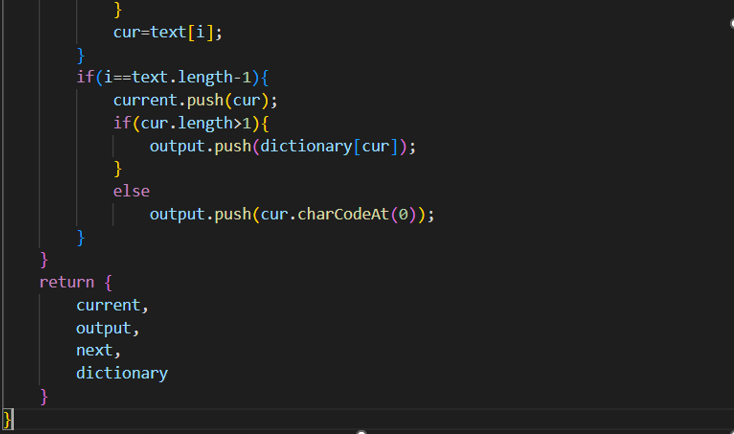 }
cur=text[i];
}
if(i==text.length-1){
current.push(cur);
if(cur.length>1){
output.push(dictionary[cur]);
}
else
output.push(cur.charCodeAt(0));
}
}
return {
current,
output,
next,
dictionary
}
}